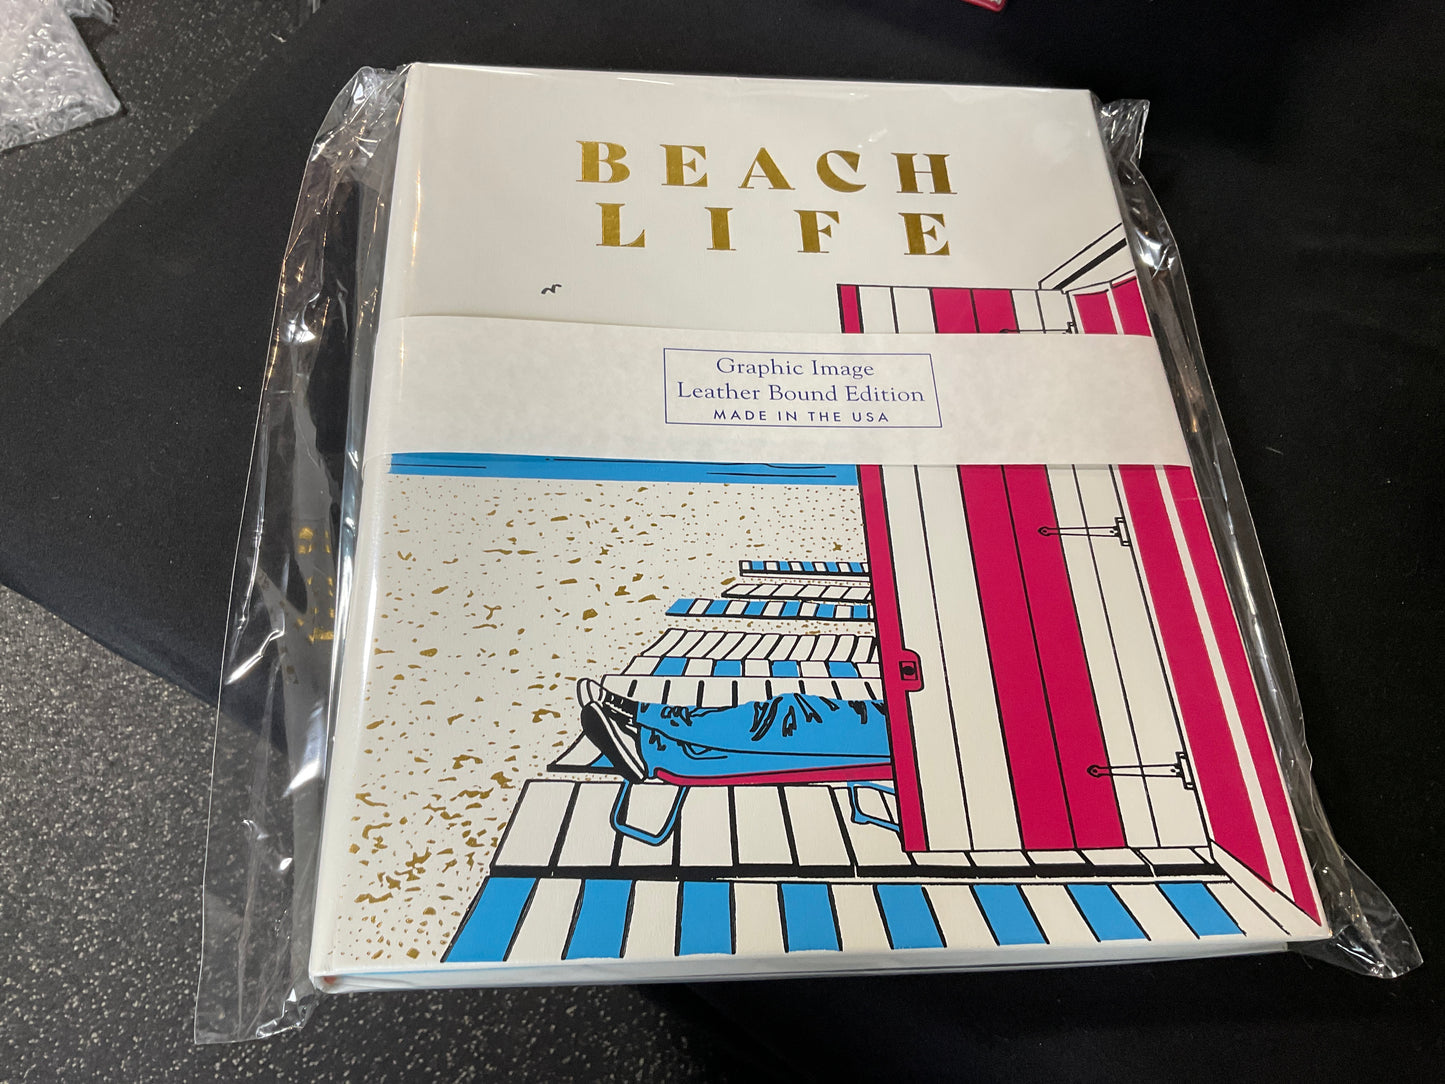 BEACH
LIFE
Graphic Image
Leather Bound Edition
MADE IN THE USA